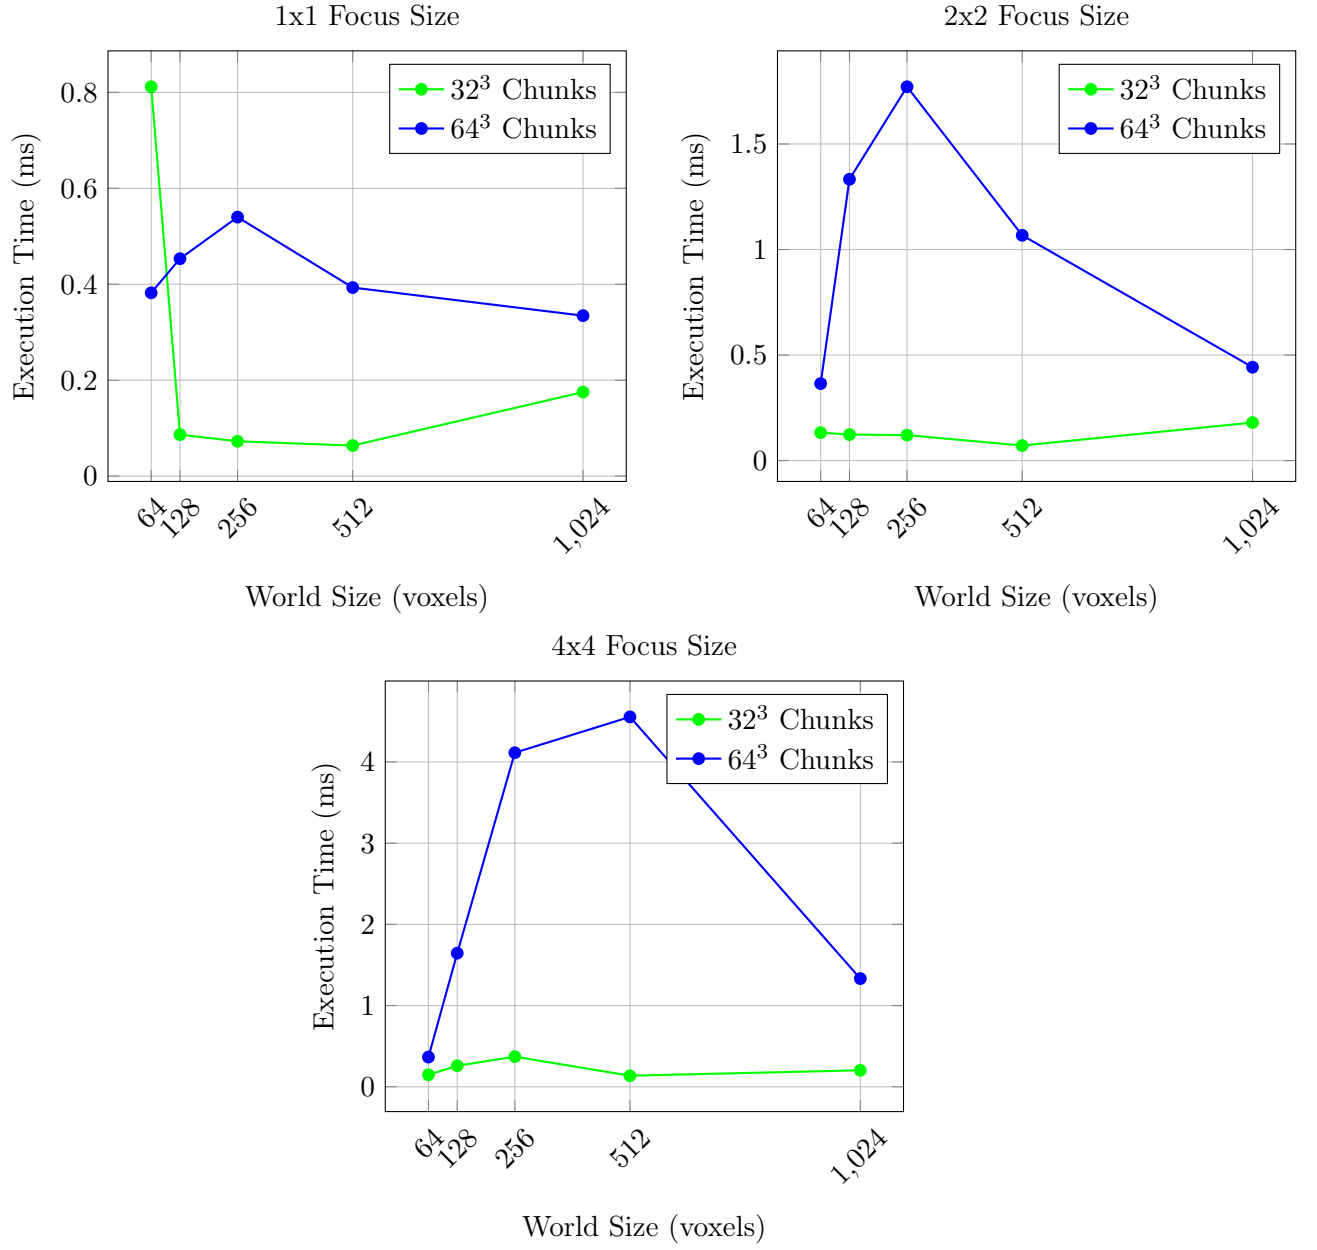 1x1 Focus Size
Execution Time (ms)
0.8
0.6
0.4
0.2
0
32³ Chunks
64³ Chunks
64
128
256
512
1,024
World Size (voxels)
2x2 Focus Size
Execution Time (ms)
1.5
1
0.5
0
32³ Chunks
64³ Chunks
64
128
256
512
1,024
World Size (voxels)
4x4 Focus Size
Execution Time (ms)
4
3
2
1
0
32³ Chunks
64³ Chunks
64
128
256
512
1,024
World Size (voxels)